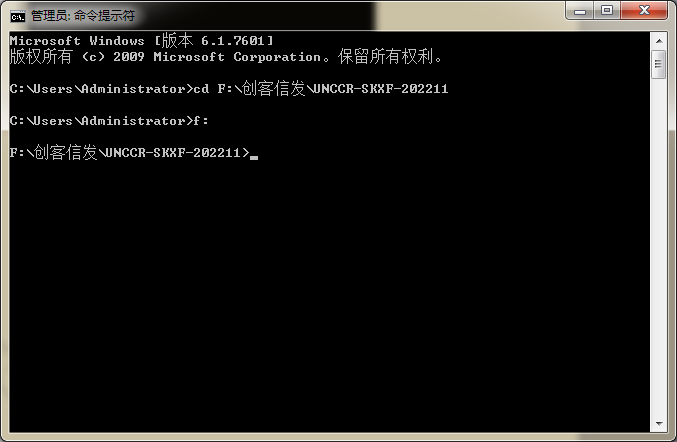 管理员: 命令提示符
Microsoft Windows [版本 6.1.7601]
版权所有 (c) 2009 Microsoft Corporation。保留所有权利。
C:\Users\Administrator>cd F:\创客信发\UNCCR-SKXF-202211
C:\Users\Administrator>f:
F:\创客信发\UNCCR-SKXF-202211>